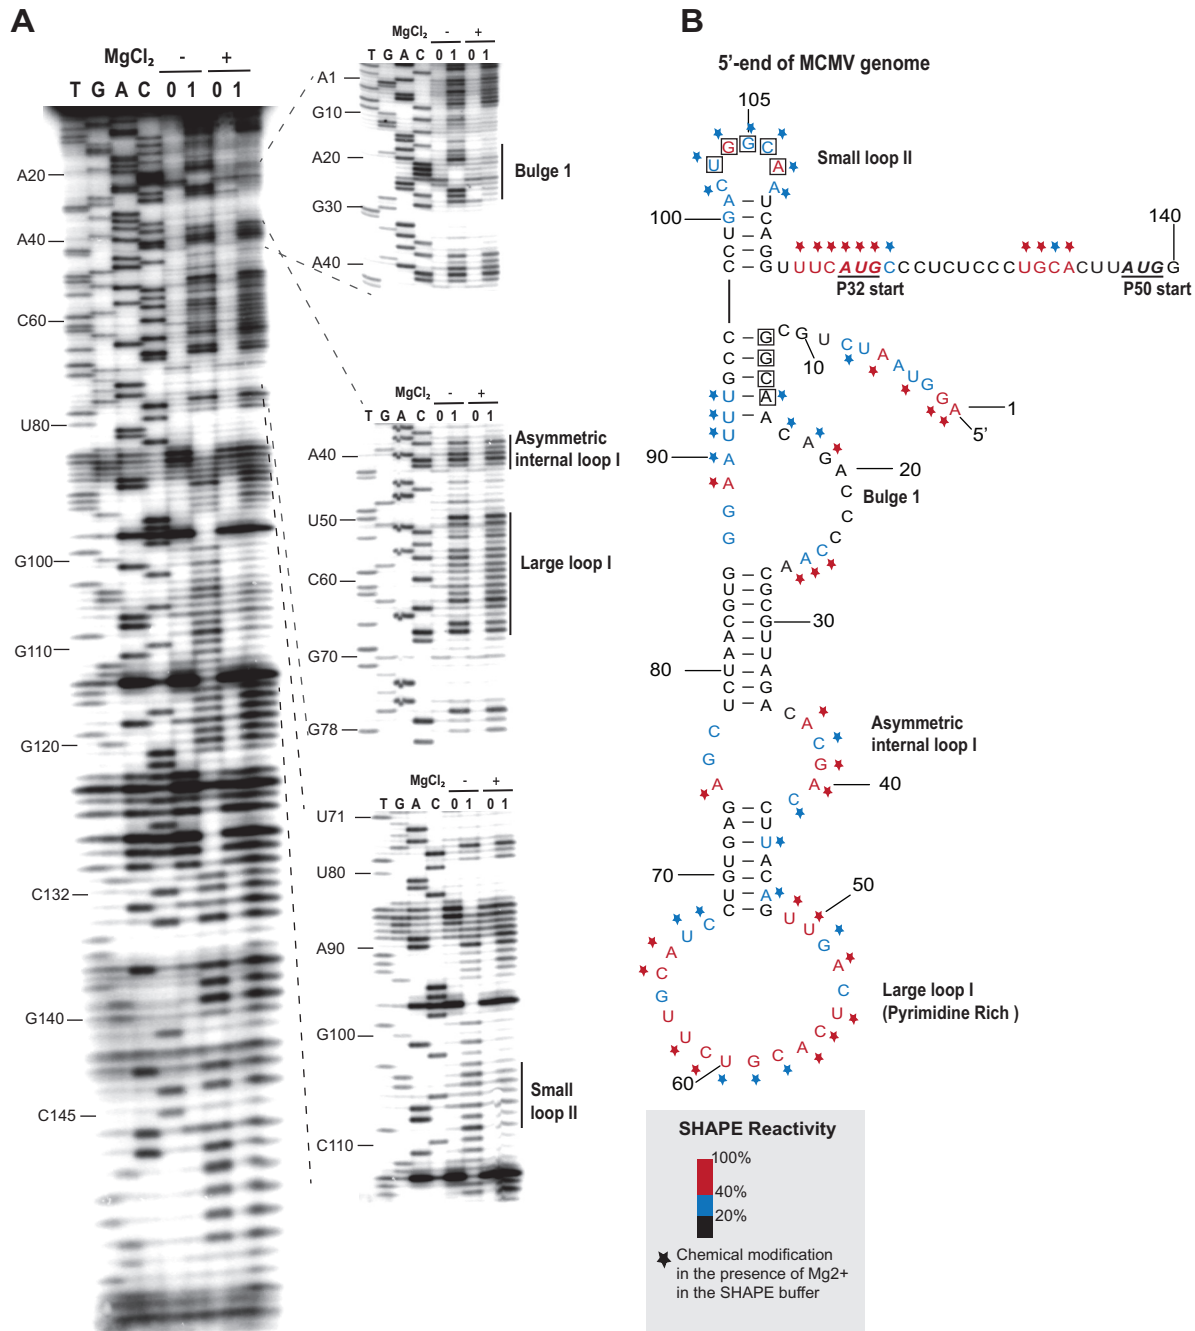 A
MgCl₂ - +
T G A C 0 1 0 1
A20
A40
C60
U80
G100
G110
G120
C132
G140
C145
MgCl₂ - +
T G A C 0 1 0 1
A1
G10
A20
G30
A40
Bulge 1
MgCl₂ - +
T G A C 0 1 0 1
A40
U50
C60
G70
G78
Asymmetric
internal loop I
Large loop I
MgCl₂ - +
T G A C 0 1 0 1
U71
U80
A90
G100
C110
Small
loop II
B
5'-end of MCMV genome
105
U G G C A
C A
Small loop II
A U
100 G C
U A
C G
C G U UUCAUGCCCUCUCCCUGCACUUAUGG
140
P32 start
P50 start
C G C G U C U A A U G G A
10
1
5'
C G
G C
U A
U A C A G A C C C C A A
U
90 A
A
G
G
20
Bulge 1
G C
U G
G C
C G
A U
A U
U A
C G
U A
30
80
C A C G A C
Asymmetric
internal loop I
40
C
G
A
G C
A U
G U
U A
G C
U A
C G
70
U U G A C U C A C G U C U U G C A U C
50
60
Large loop I
(Pyrimidine Rich )
SHAPE Reactivity
100%
40%
20%
Chemical modification
in the presence of Mg2+
in the SHAPE buffer